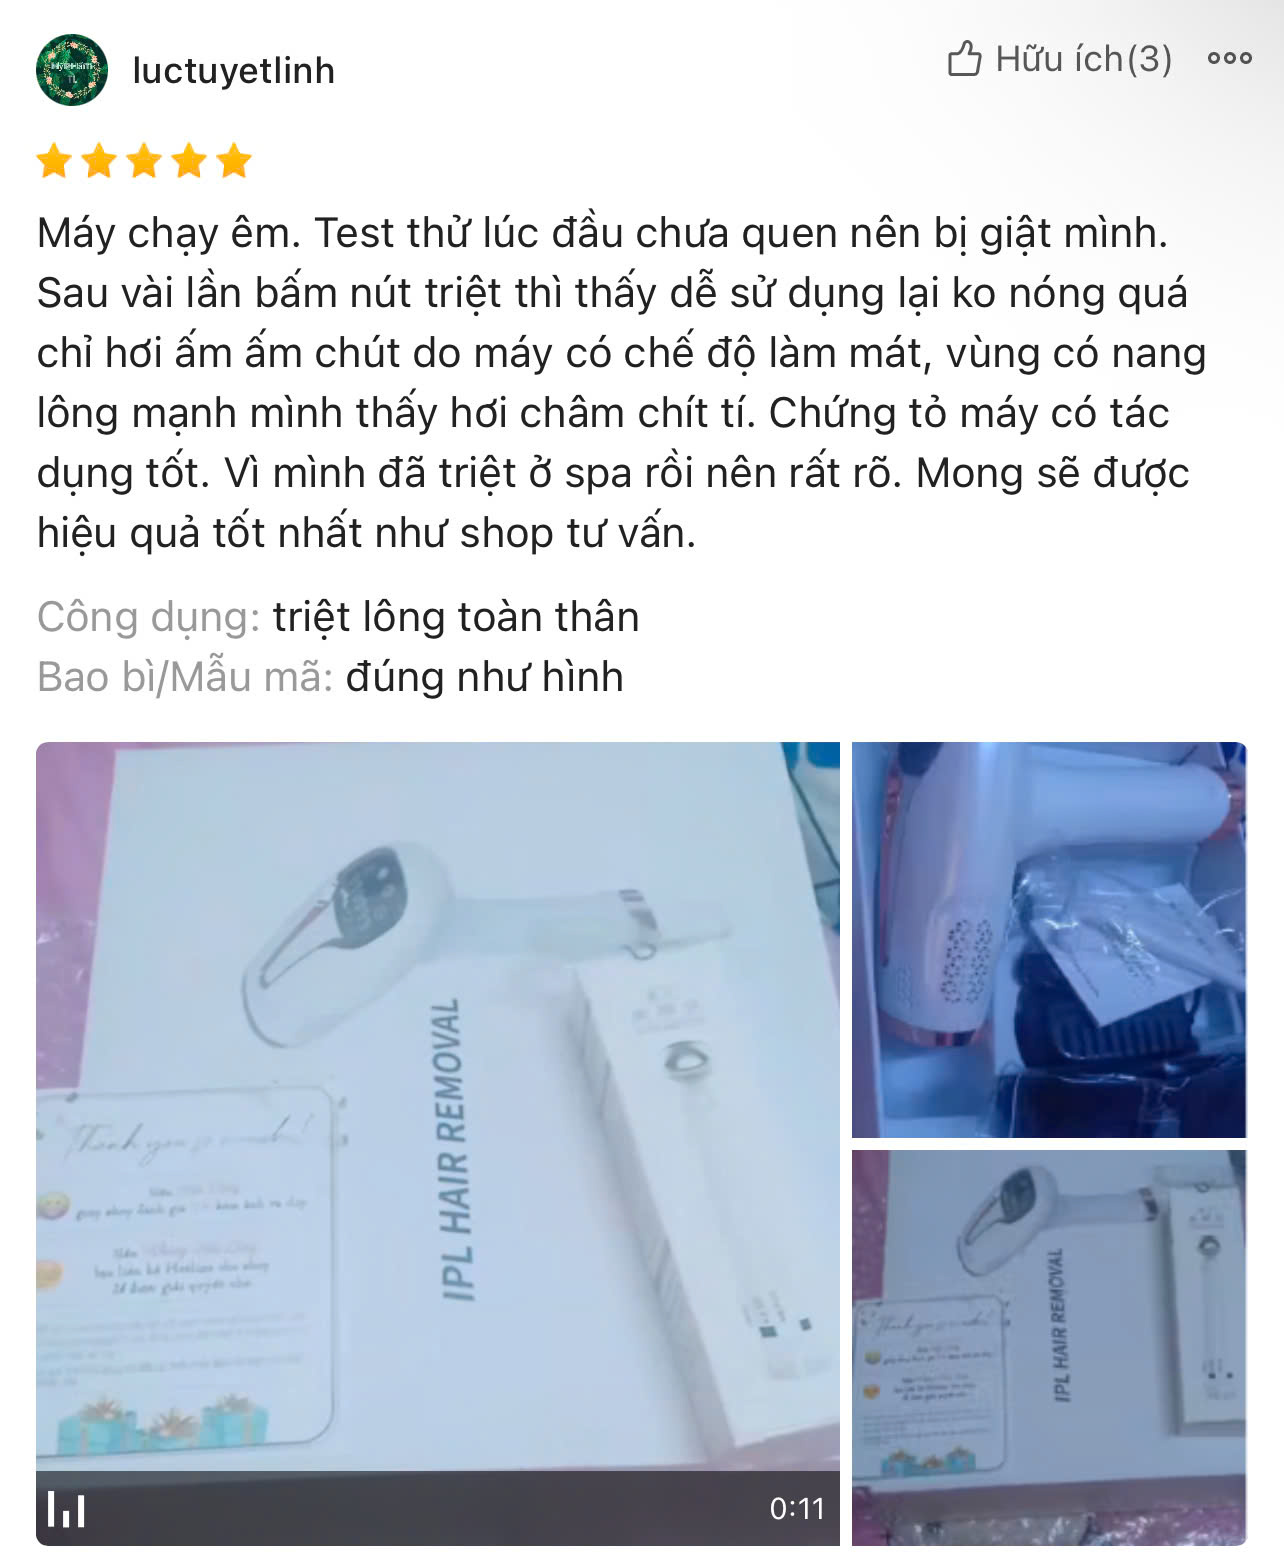 luctuyetlinh
Hữu ích(3)
Máy chạy êm. Test thử lúc đầu chưa quen nên bị giật mình.
Sau vài lần bấm nút triệt thì thấy dễ sử dụng lại ko nóng quá
chỉ hơi ấm ấm chút do máy có chế độ làm mát, vùng có nang
lông mạnh mình thấy hơi châm chít tí. Chứng tỏ máy có tác
dụng tốt. Vì mình đã triệt ở spa rồi nên rất rõ. Mong sẽ được
hiệu quả tốt nhất như shop tư vấn.
Công dụng: triệt lông toàn thân
Bao bì/Mẫu mã: đúng như hình
IPL HAIR REMOVAL
Thank you so much!
0:11
IPL HAIR REMOVAL
Thank you so much!